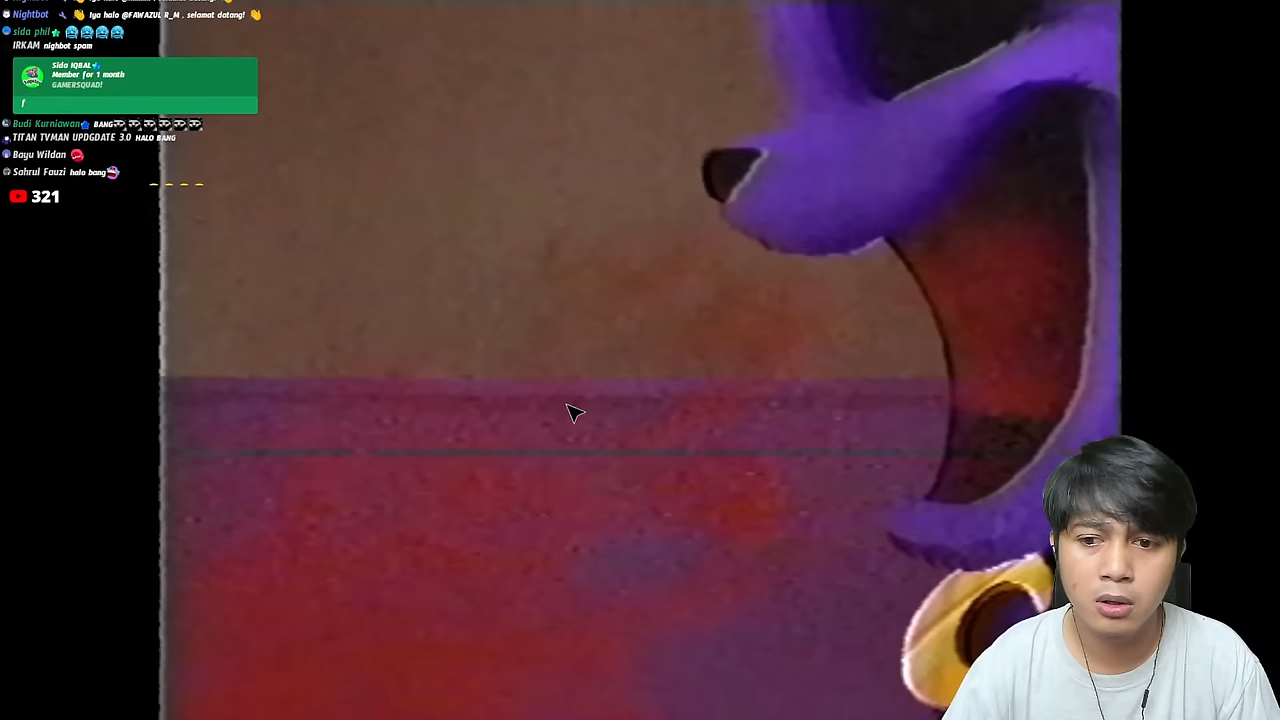 Nightbot Iya halo @FAWAZUL R_M , selamat datang!
sida phil
IRKAM nighbot spam
Sida IQBAL
Member for 1 month
GAMERSQUAD!
f
Budi Kurniawan BANG
TITAN TVMAN UPDGDATE 3.0 HALO BANG
Bayu Wildan
Sahrul Fauzi halo bang
321